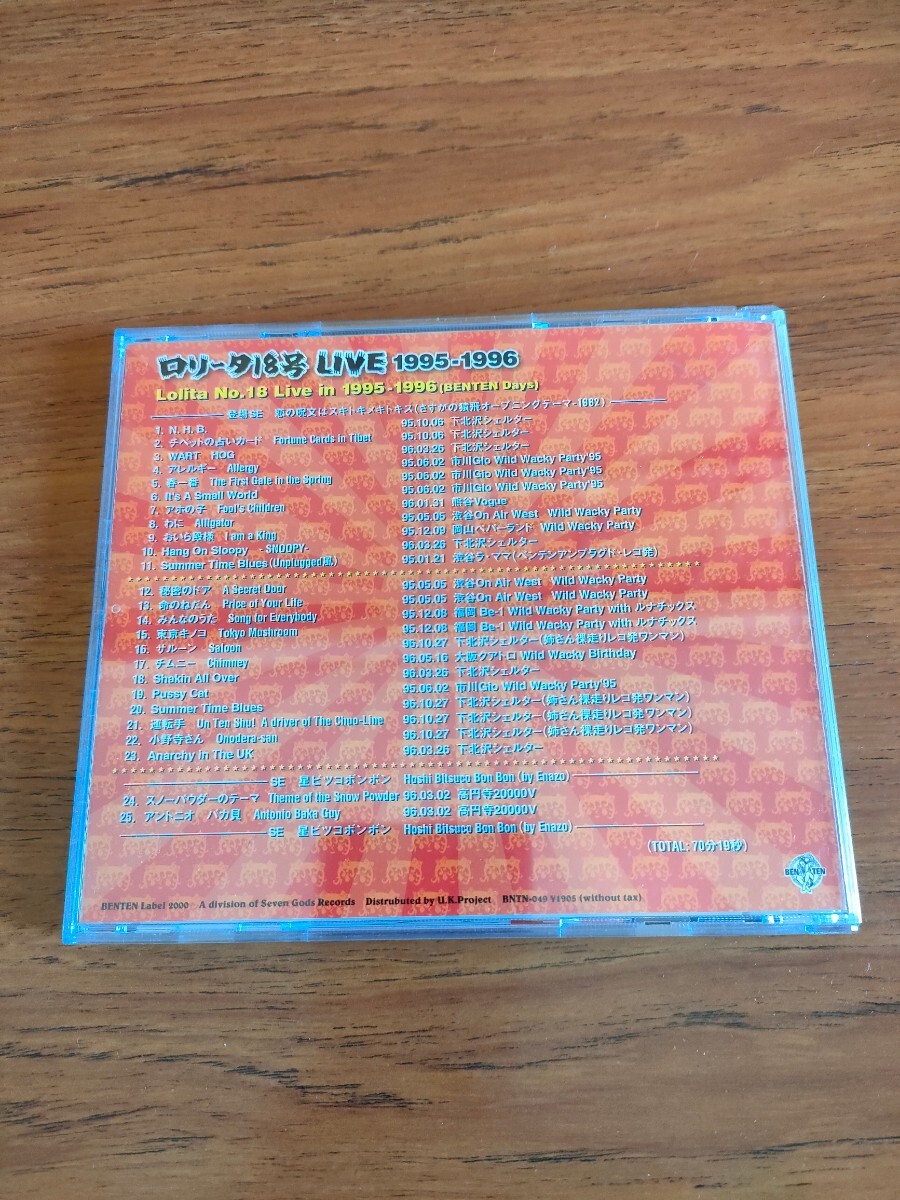 ロリータ18号 LIVE 1995-1996
Lolita No.18 Live in 1995-1996 (BENTEN Days)
登場SE 恋の呪文はスキトキメキトキス(さすがの猿飛オープニングテーマ-1982)
1. N. H. B. 95.10.06 下北沢シェルター
2. チベットの占いカード Fortune Cards in Tibet 95.10.06 下北沢シェルター
3. WART HOG 96.03.26 下北沢シェルター
4. アレルギー Allergy 95.06.02 市川Gio Wild Wacky Party'95
5.春一番 The First Gale in the Spring 95.06.02 市川Gio Wild Wacky Party'95
6. It's A Small World 95.06.02 市川Gio Wild Wacky Party'95
7. アホの子 Fool's Children 96.01.31 熊谷Vogue
8. わに Alligator 95.05.05 渋谷On Air West Wild Wacky Party
9. おいら殿様 I am a King 95.12.09 岡山ペパーランド Wild Wacky Party
10. Hang On Sloopy -SNOOPY- 96.03.26 下北沢シェルター
11. Summer Time Blues(Unplugged風) 95.01.21 渋谷ラ・ママ(ベンテンアンプラグド・レコ発)
12. 秘密のドア A Secret Door 95.05.05 渋谷On Air West Wild Wacky Party
13. 命のねだん Price of Your Life 95.05.05 渋谷On Air West Wild Wacky Party
14. みんなのうた Song for Everybody 95.12.08 福岡 Be-1 Wild Wacky Party with ルナチックス
15. 東京キノコ Tokyo Mushroom 95.12.08 福岡 Be-1 Wild Wacky Party with ルナチックス
16. サルーン Saloon 96.10.27 下北沢シェルター(姉さん裸走りレコ発ワンマン)
17. チムニー Chimney 96.05.16 大阪クアトロ Wild Wacky Birthday
18. Shakin All Over 96.03.26 下北沢シェルター
19. Pussy Cat 95.06.02 市川Gio Wild Wacky Party'95
20. Summer Time Blues 96.10.27 下北沢シェルター(姉さん裸走りレコ発ワンマン)
21. 運転手 Un Ten Shu! A driver of The Chuo-Line 96.10.27 下北沢シェルター(姉さん裸走りレコ発ワンマン)
22. 小野寺さん Onodera-san 96.10.27 下北沢シェルター(姉さん裸走りレコ発ワンマン)
23. Anarchy in The UK 96.03.26 下北沢シェルター
SE 星ビツコボンボン Hoshi Bitsuco Bon Bon (by Enazo)
24. スノーパウダーのテーマ Theme of the Snow Powder 96.03.02 高円寺20000V
25. アントニオ バカ貝 Antonio Baka Guy 96.03.02 高円寺20000V
SE 星ビツコボンボン Hoshi Bitsuco Bon Bon (by Enazo)
(TOTAL: 70分19秒)
BEN TEN
BENTEN Label 2000 A division of Seven Gods Records Distrubuted by U.K.Project BNTN-049 ¥1905 (without tax)